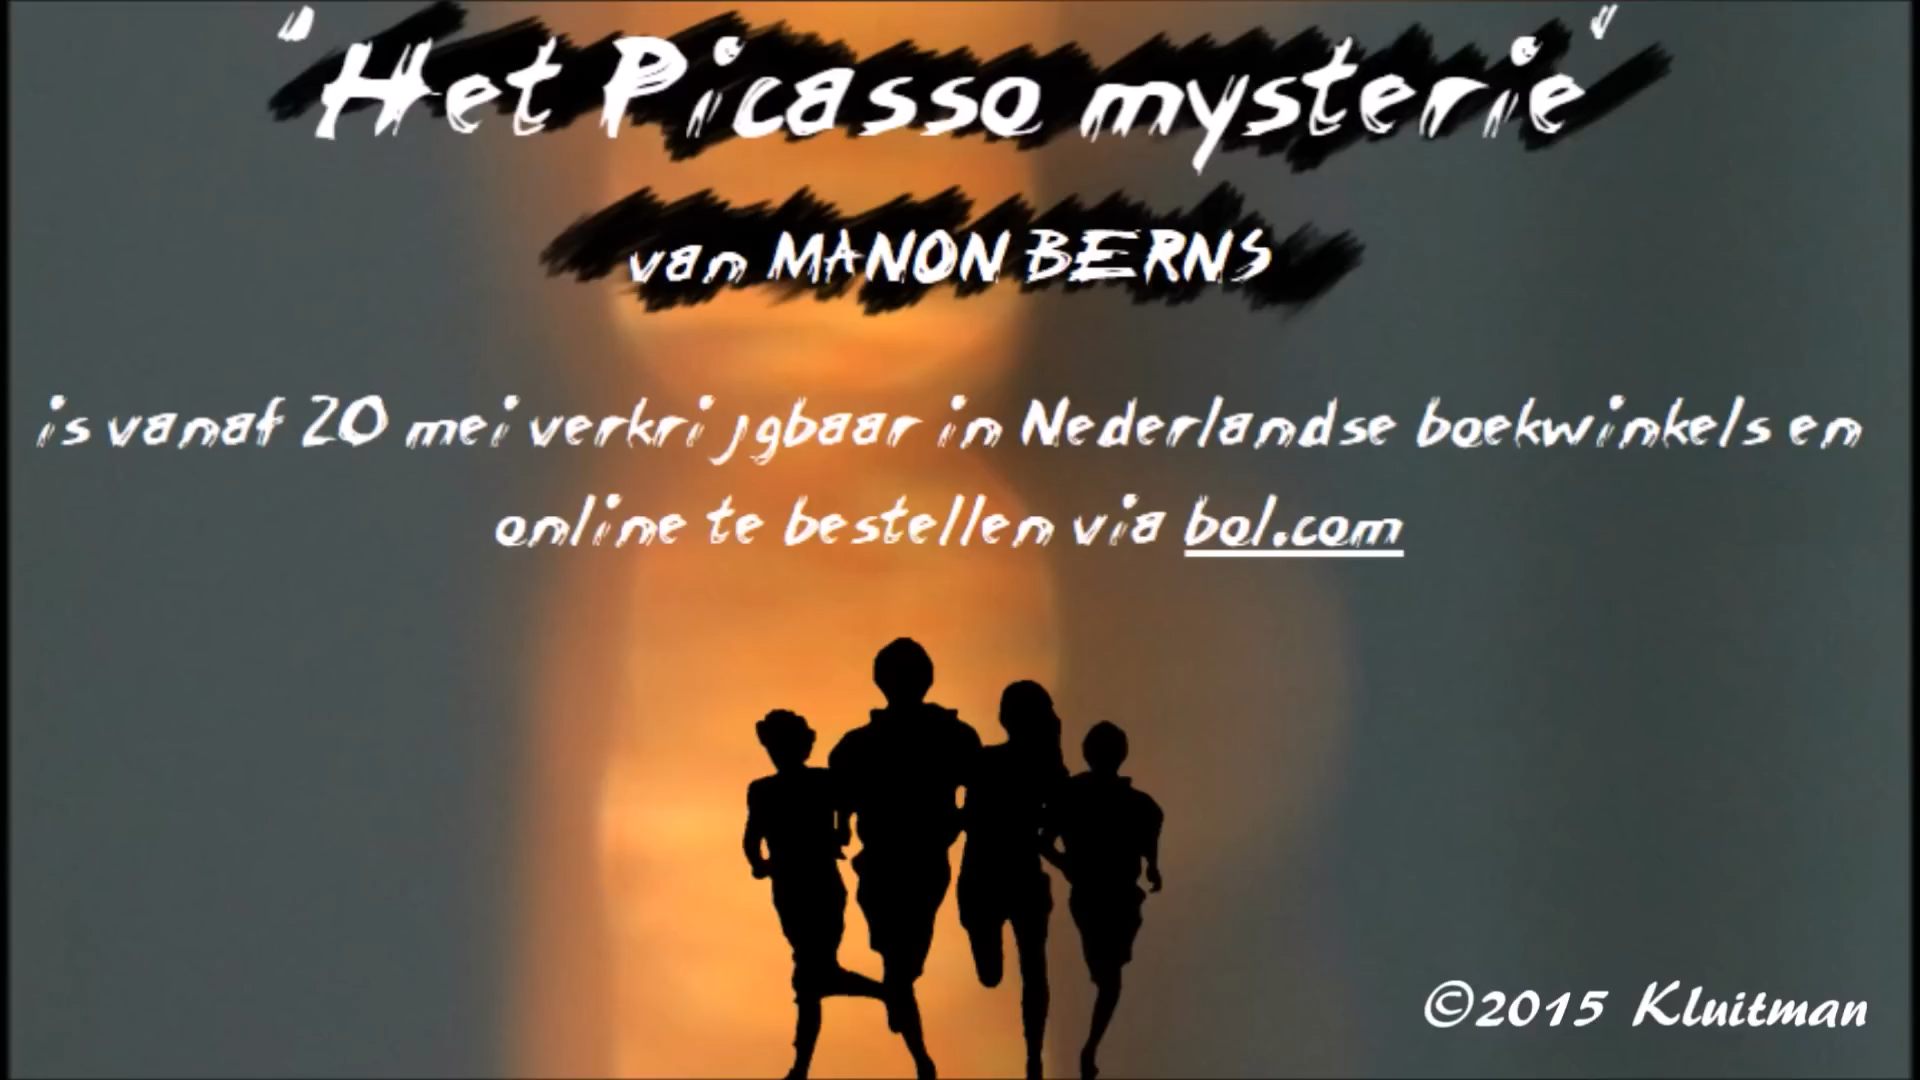 "Het Picasso mysterie"
van MANON BERNS
is vanaf 20 mei verkrijgbaar in Nederlandse boekwinkels en
online te bestellen via bol.com
©2015 Kluitman